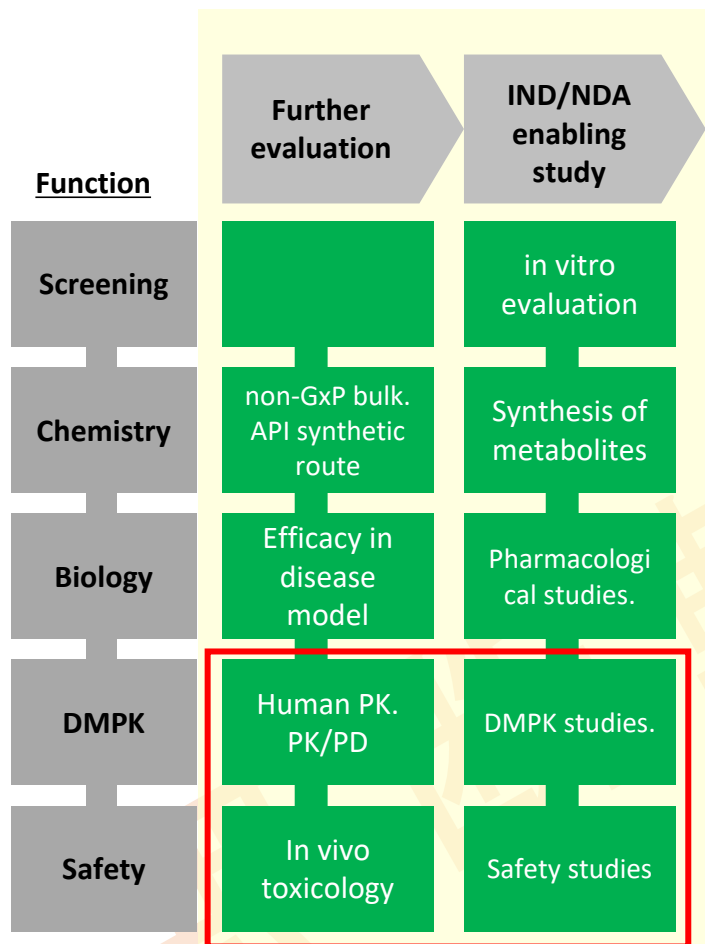 Further
evaluation
IND/NDA
enabling
study
Function
Screening
in vitro
evaluation
Chemistry
non-GxP bulk.
API synthetic
route
Synthesis of
metabolites
Biology
Efficacy in
disease
model
Pharmacologi
cal studies.
DMPK
Human PK.
PK/PD
DMPK studies.
Safety
In vivo
toxicology
Safety studies